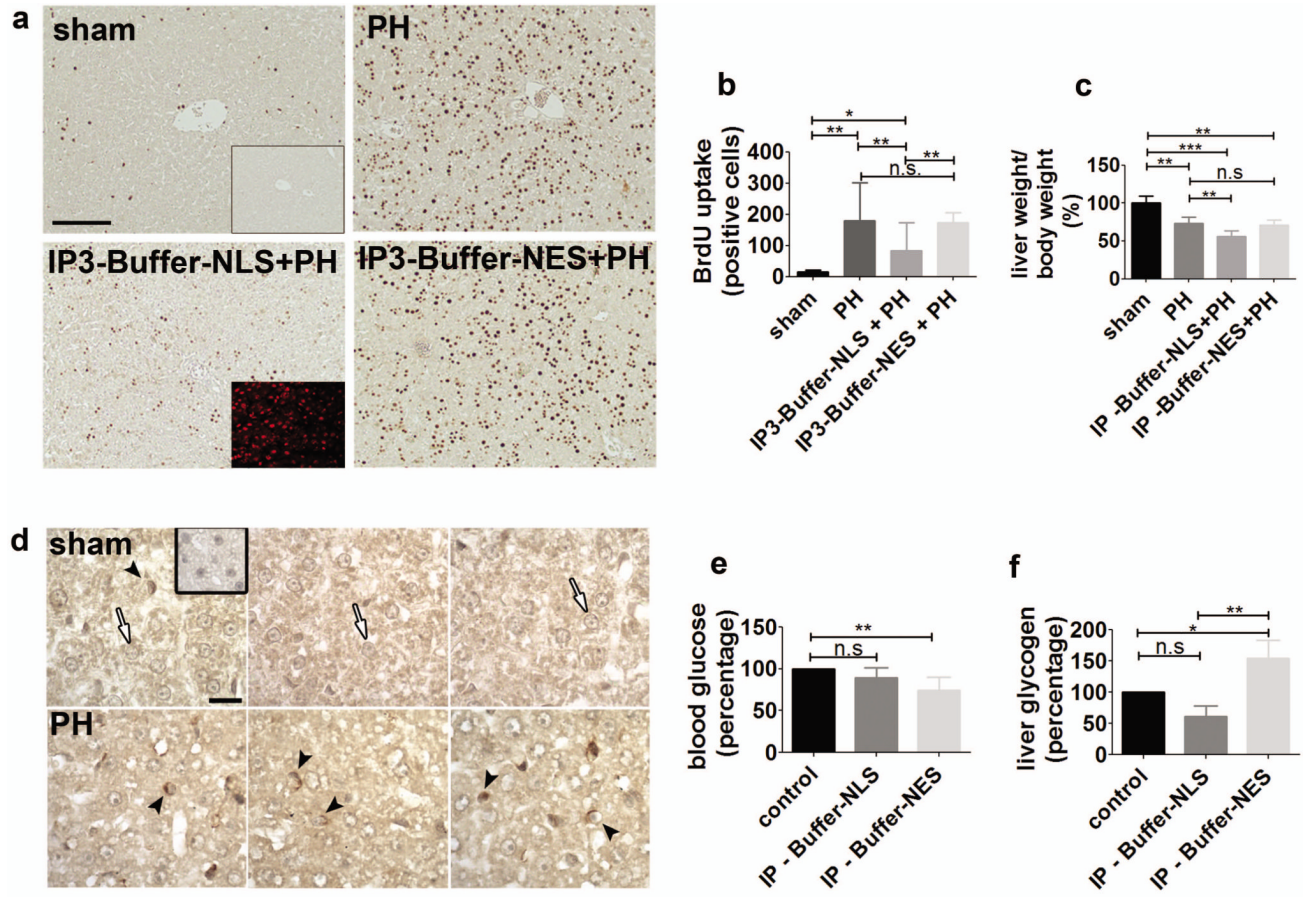 a
sham
PH
IP3-Buffer-NLS+PH
IP3-Buffer-NES+PH
b
BrdU uptake
(positive cells)
400
300
200
100
0
*
**
**
**
n.s.
sham
PH
IP3-Buffer-NLS + PH
IP3-Buffer-NES + PH
c
liver weight/
body weight
(%)
150
100
50
0
**
***
**
n.s
**
sham
PH
IP -Buffer-NLS+PH
IP -Buffer-NES+PH
d
sham
PH
e
blood glucose
(percentage)
150
100
50
0
**
n.s
control
IP - Buffer-NLS
IP - Buffer-NES
f
liver glycogen
(percentage)
200
150
100
50
0
**
*
n.s
control
IP - Buffer-NLS
IP - Buffer-NES